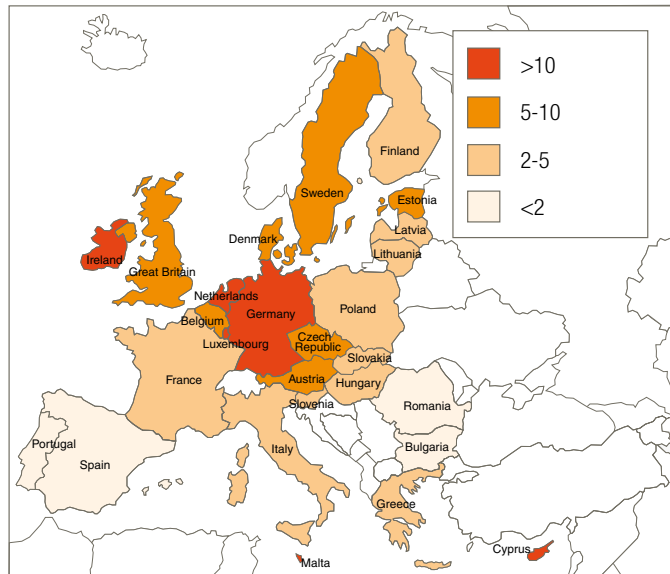 >10
5-10
2-5
<2
Finland
Sweden
Estonia
Latvia
Lithuania
Denmark
Ireland
Great Britain
Netherlands
Belgium
Germany
Poland
Luxembourg
Czech
Republic
Slovakia
France
Austria
Hungary
Slovenia
Romania
Italy
Bulgaria
Portugal
Spain
Greece
Malta
Cyprus